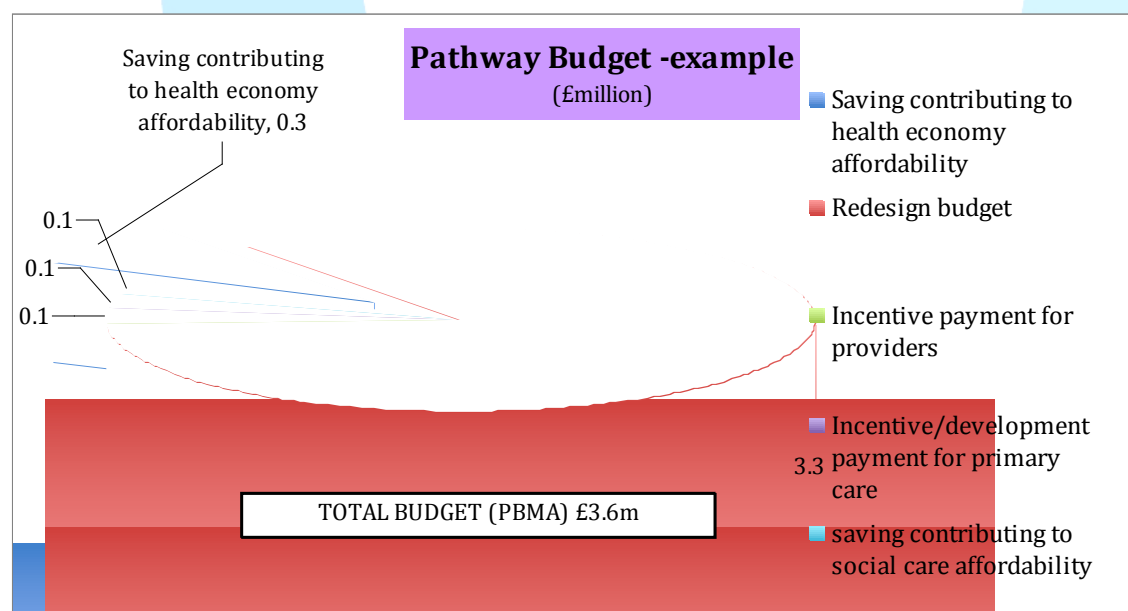 Pathway Budget -example
(£million)
Saving contributing
to health economy
affordability, 0.3
0.1
0.1
0.1
3.3
TOTAL BUDGET (PBMA) £3.6m
Saving contributing to
health economy
affordability
Redesign budget
Incentive payment for
providers
Incentive/development
payment for primary
care
saving contributing to
social care affordability